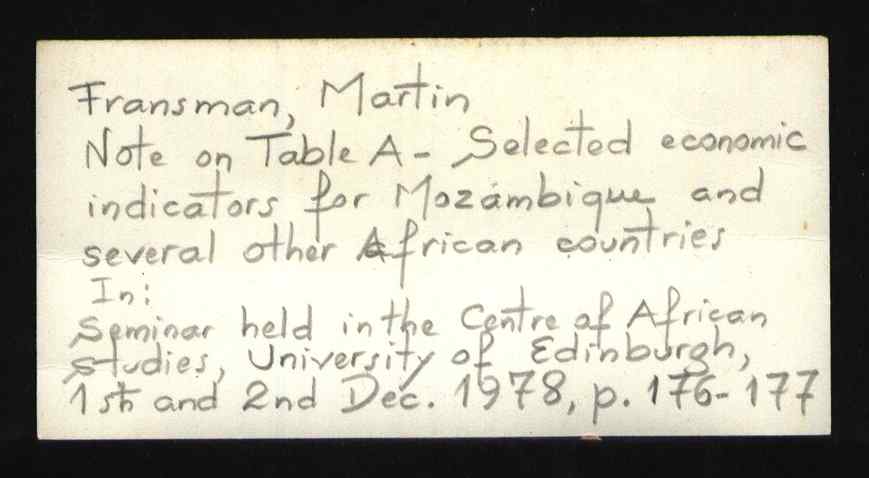 Fransman, Martin
Note on Table A - Selected economic
indicators for Mozámbique and
several other African countries
In:
Seminar held in the Centre of African
Studies, University of Edinburgh,
1st and 2nd Dec. 1978, p. 176-177